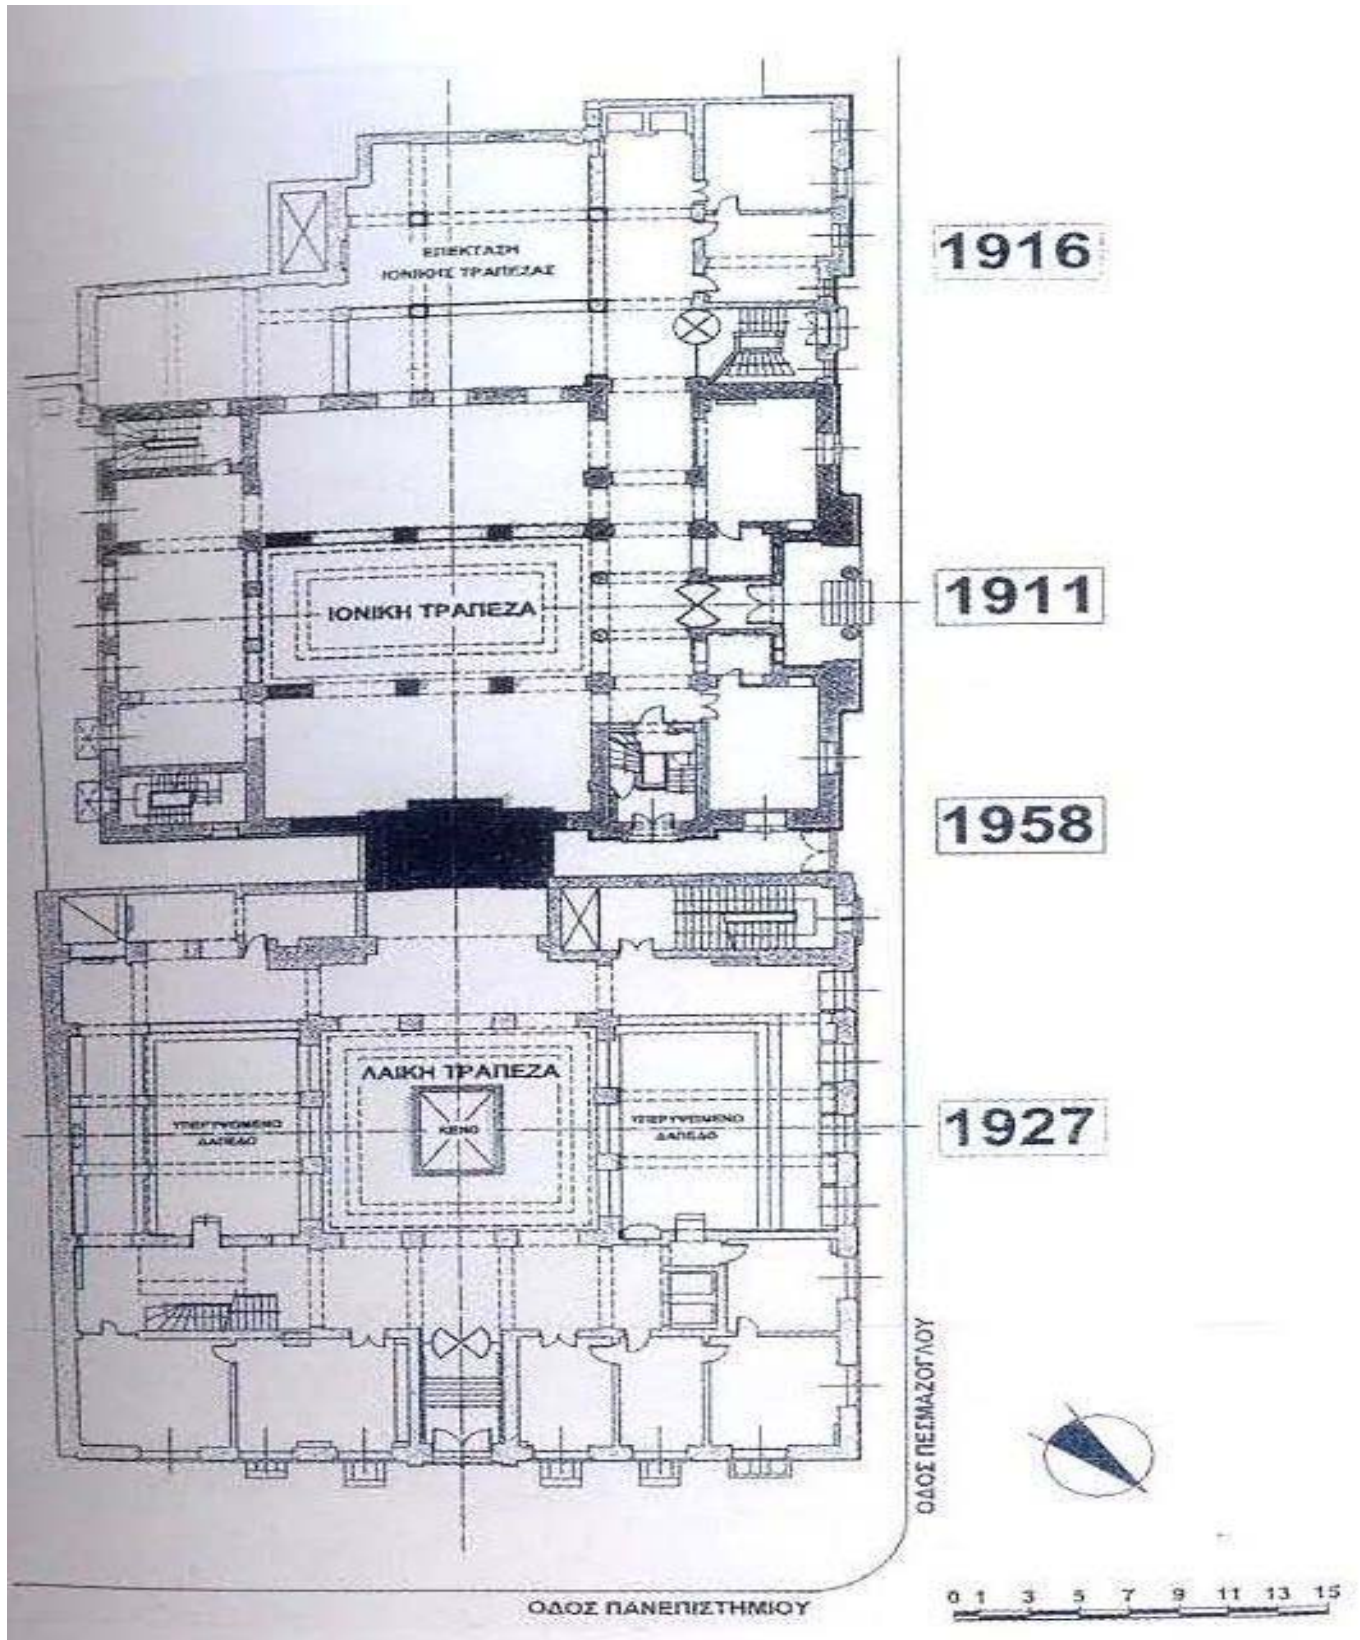 ΕΠΕΚΤΑΣΗ
ΙΟΝΙΚΗΣ ΤΡΑΠΕΖΑΣ
1916
ΙΟΝΙΚΗ ΤΡΑΠΕΖΑ
1911
1958
ΛΑΙΚΗ ΤΡΑΠΕΖΑ
ΥΠΕΡΥΨΩΜΕΝΟ
ΔΑΠΕΔΟ
ΚΕΝΟ
ΥΠΕΡΥΨΩΜΕΝΟ
ΔΑΠΕΔΟ
1927
ΟΔΟΣ ΠΕΣΜΑΖΟΓΛΟΥ
ΟΔΟΣ ΠΑΝΕΠΙΣΤΗΜΙΟΥ
0 1 3 5 7 9 11 13 15